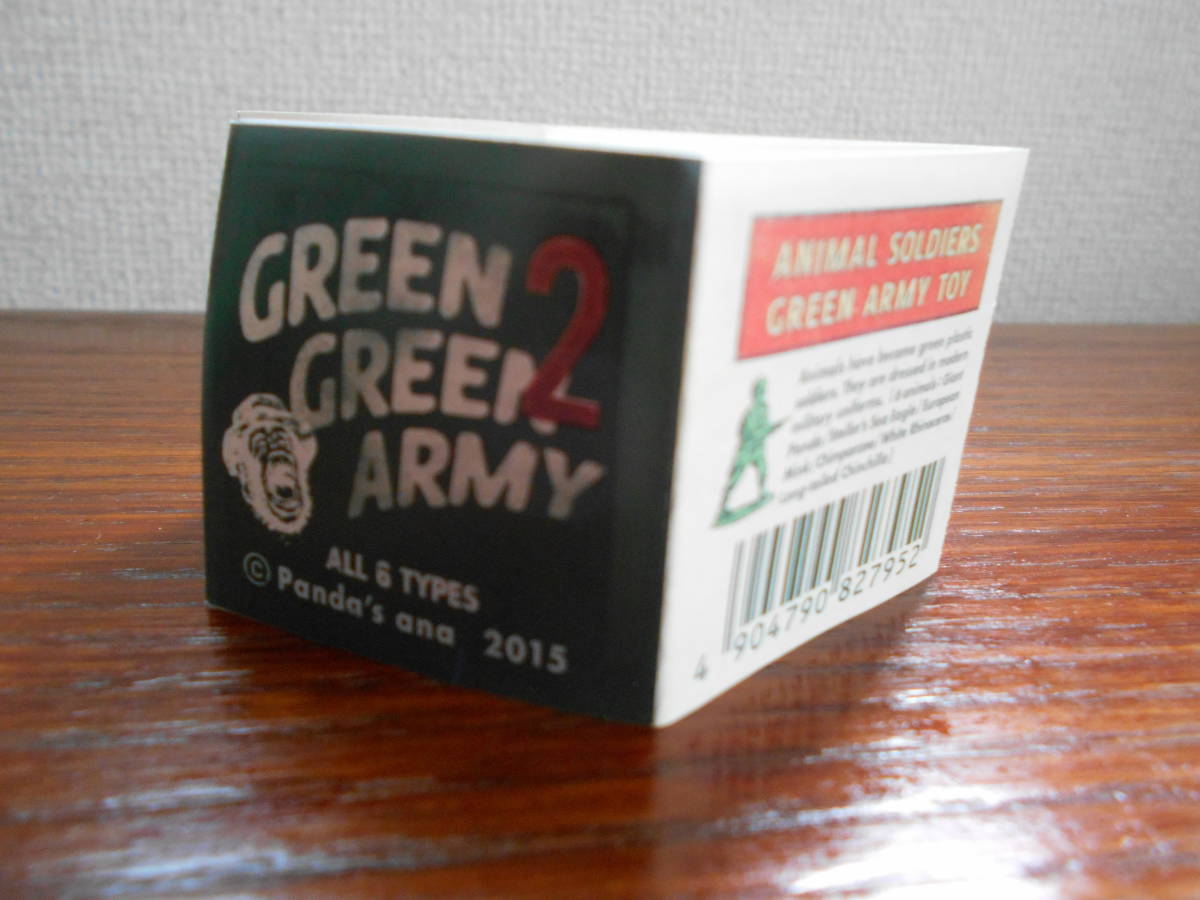 GREEN 2
GREEN
ARMY
ALL 6 TYPES
© Panda's ana 2015
ANIMAL SOLDIERS
GREEN ARMY TOY
Animals have become green plastic
soldiers. They are dressed in modern
military uniforms. (6 animals: Giant
Panda/Steller's Sea Eagle/European
Mink/Chimpanzee/White Rhinoceros/
Long-tailed Chinchilla)
4 904790 827952